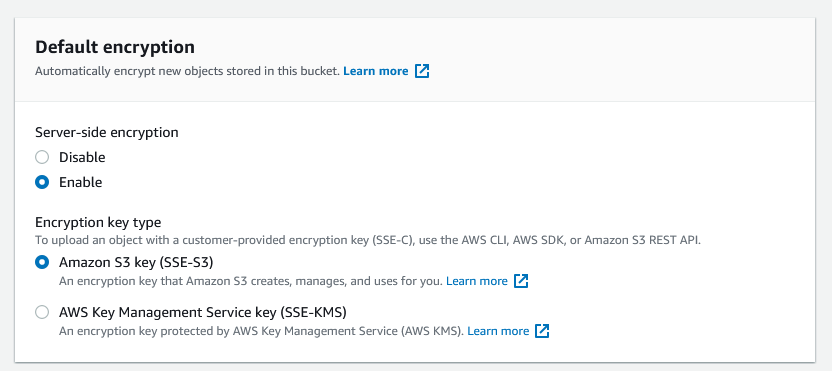 Default encryption
Automatically encrypt new objects stored in this bucket. Learn more
Server-side encryption
Disable
Enable
Encryption key type
To upload an object with a customer-provided encryption key (SSE-C), use the AWS CLI, AWS SDK, or Amazon S3 REST API.
Amazon S3 key (SSE-S3)
An encryption key that Amazon S3 creates, manages, and uses for you. Learn more
AWS Key Management Service key (SSE-KMS)
An encryption key protected by AWS Key Management Service (AWS KMS). Learn more